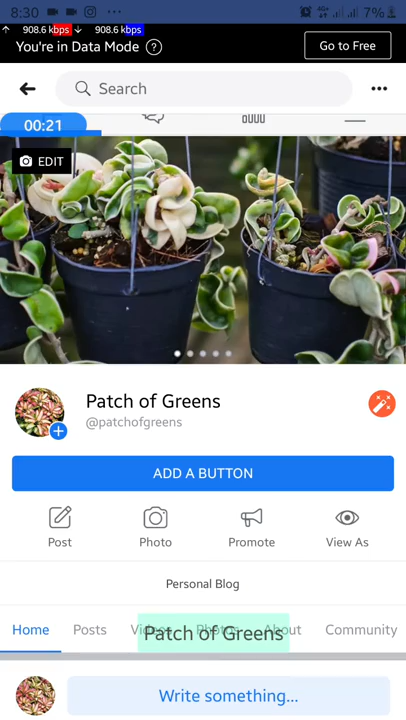 8:30
7%
908.6 kbps 908.6 kbps
You're in Data Mode ?
Go to Free
Search
00:21
EDIT
Patch of Greens
@patchofgreens
ADD A BUTTON
Post Photo Promote View As
Personal Blog
Home Posts Videos Photos About Community
Patch of Greens
Write something...